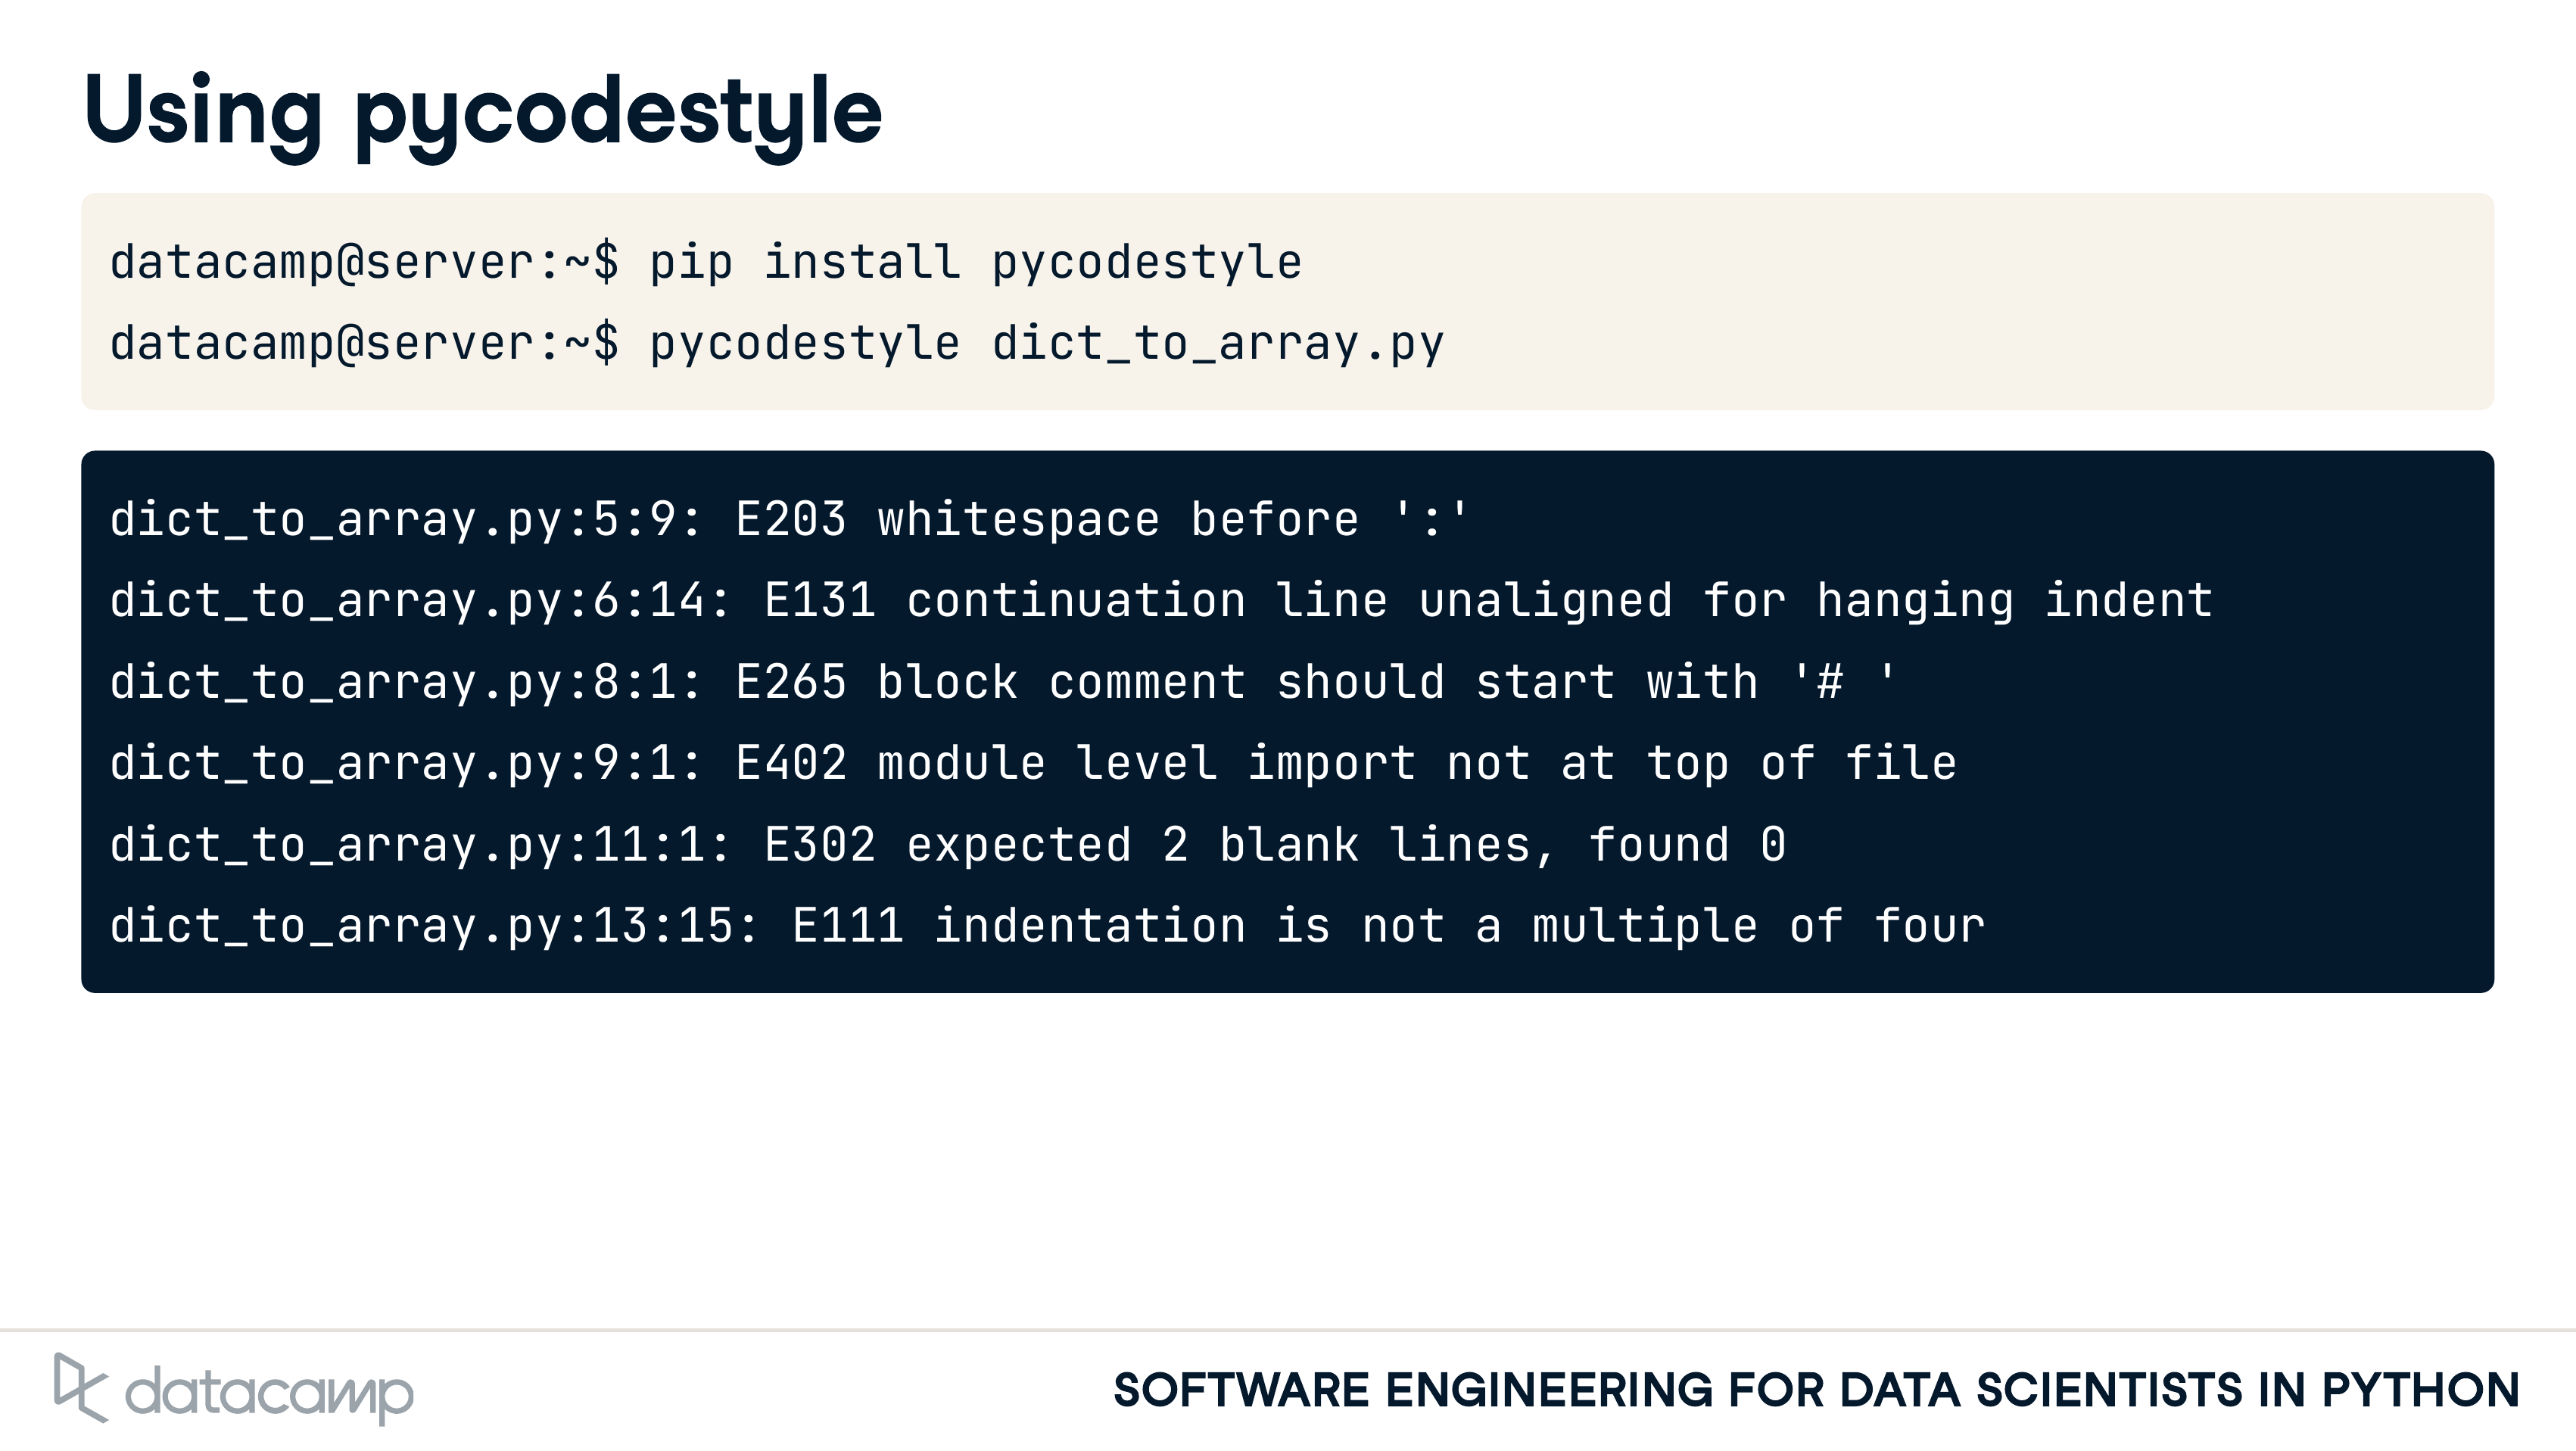 Using pycodestyle
datacamp@server:~$ pip install pycodestyle
datacamp@server:~$ pycodestyle dict_to_array.py
dict_to_array.py:5:9: E203 whitespace before ':'
dict_to_array.py:6:14: E131 continuation line unaligned for hanging indent
dict_to_array.py:8:1: E265 block comment should start with '# '
dict_to_array.py:9:1: E402 module level import not at top of file
dict_to_array.py:11:1: E302 expected 2 blank lines, found 0
dict_to_array.py:13:15: E111 indentation is not a multiple of four
datacamp
SOFTWARE ENGINEERING FOR DATA SCIENTISTS IN PYTHON